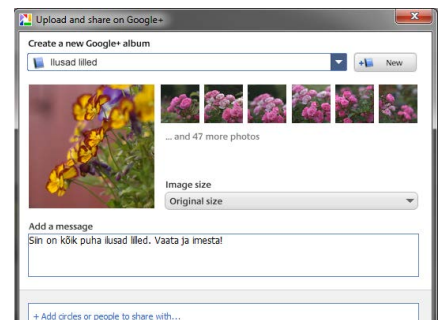 Upload and share on Google+
Create a new Google+ album
Ilusad lilled
New
... and 47 more photos
Image size
Original size
Add a message
Siin on kõik puha ilusad lilled. Vaata ja imesta!
+ Add circles or people to share with...